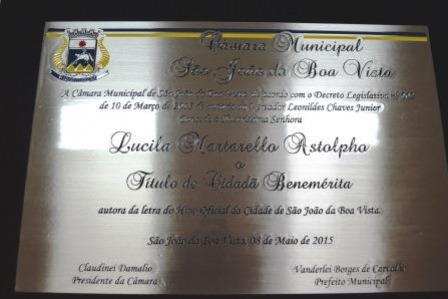 Câmara Municipal
São João da Boa Vista
A Câmara Municipal de São João da Boa Vista, de acordo com o Decreto Legislativo nº
de 10 de Março de Vereador Leonildes Chaves Junior
Senhora
Lucila Martarello Astolpho
o
Título de Cidadã Benemérita
autora da letra do Hino Oficial da Cidade de São João da Boa Vista.
São João da Boa Vista, 08 de Maio de 2015
Claudinei Damalio
Presidente da Câmara
Vanderlei Borges de Carvalho
Prefeito Municipal